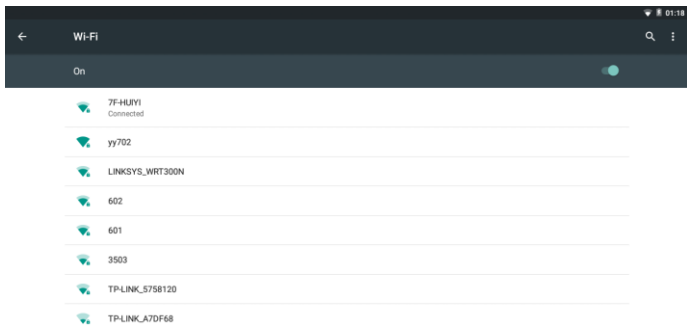 01:18
Wi-Fi
On
7F-HUIYI
Connected
yy702
LINKSYS_WRT300N
602
601
3503
TP-LINK_5758120
TP-LINK_A7DF68